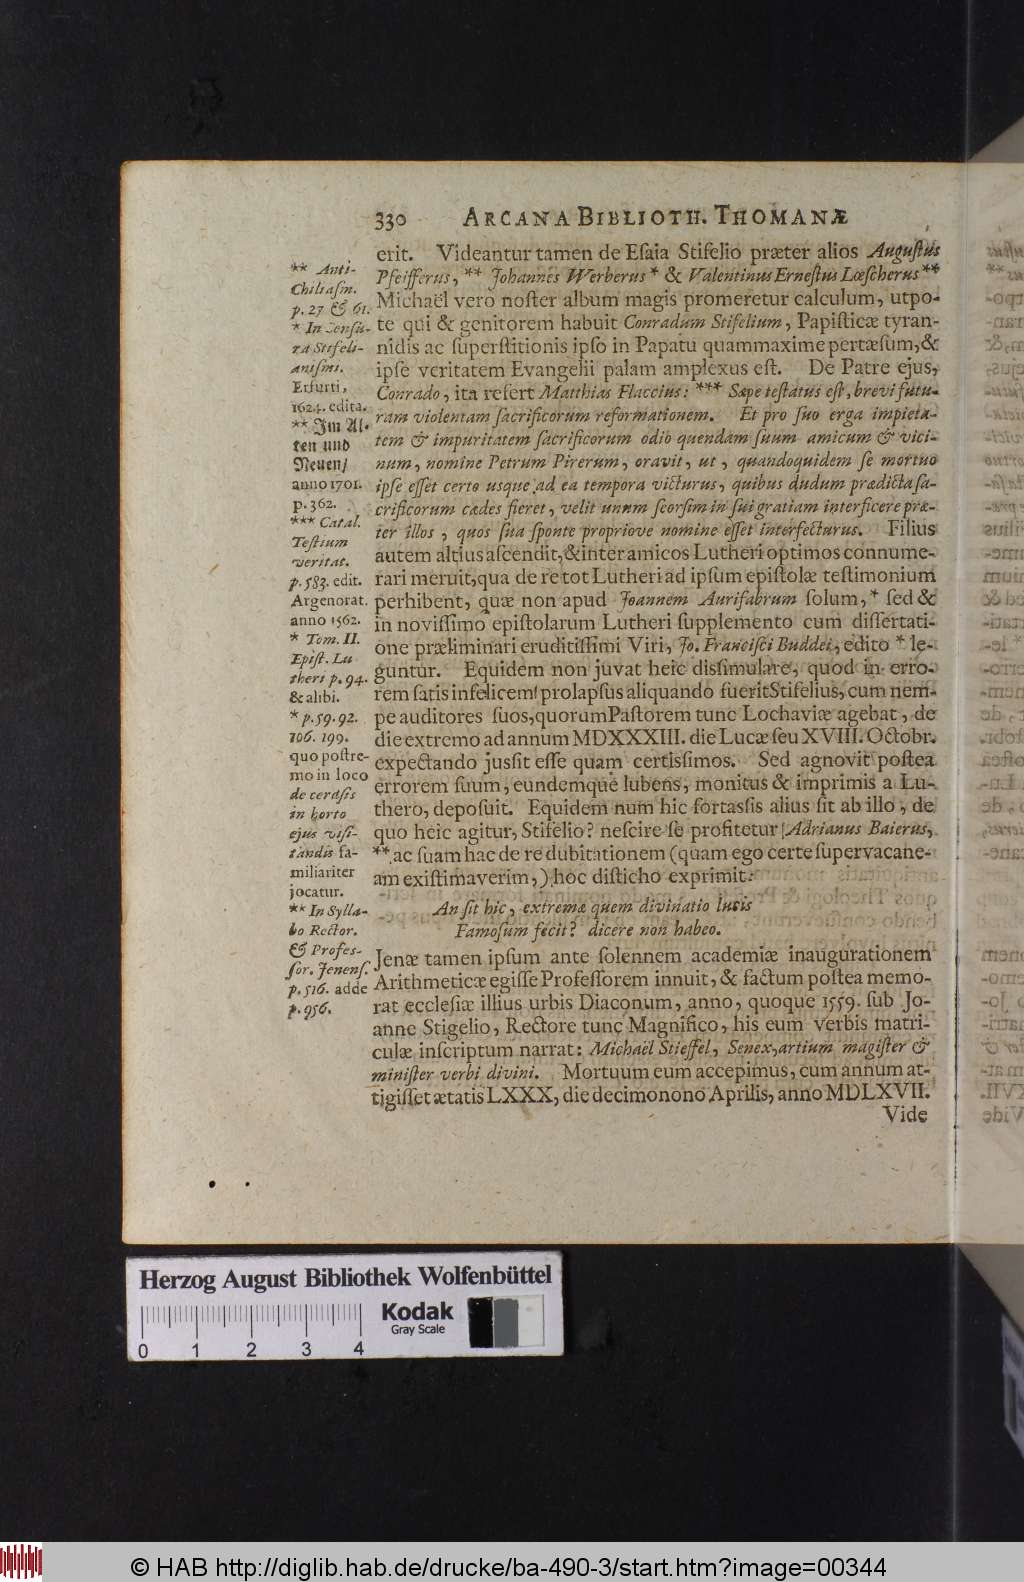 330 ARCANA BIBLIOTH. THOMANÆ
erit. Videantur tamen de Eſaia Stifelio præter alios Auguſtus
Pfeifferus, ** Johannes Werberus * & Valentinus Erneſtus Lœſcherus **
Michaël vero noſter album magis promeretur calculum, utpo-
te qui & genitorem habuit Conradum Stifelium, Papiſticæ tyran-
nidis ac ſuperſtitionis ipſo in Papatu quammaxime pertæſum, &
ipſe veritatem Evangelii palam amplexus eſt. De Patre ejus,
Conrado, ita refert Matthias Flaccius: *** Sæpe teſtatus eſt, brevi futu-
ram violentam ſacrificorum reformationem. Et pro ſuo erga impieta-
tem & impuritatem ſacrificorum odio quendam ſuum amicum & vici-
num, nomine Petrum Pirerum, oravit, ut, quandoquidem ſe mortuo
ipſe eſſet certo usque ad ea tempora victurus, quibus dudum prædicta ſa-
crificorum cædes fieret, velit unum ſeorſim in ſui gratiam interficere præ-
ter illos, quos ſua ſponte propriove nomine eſſet interfecturus. Filius
autem altius aſcendit, & inter amicos Lutheri optimos connume-
rari meruit, qua de re tot Lutheri ad ipſum epiſtolæ teſtimonium
perhibent, quæ non apud Joannem Aurifabrum ſolum, * ſed &
in noviſſimo epiſtolarum Lutheri ſupplemento cum diſſertati-
one præliminari eruditiſſimi Viri, Jo. Franciſci Buddei, edito * le-
guntur. Equidem non juvat heic diſſimulare, quod in erro-
rem ſatis infelicem prolapſus aliquando fuerit Stifelius, cum nem-
pe auditores ſuos, quorum Paſtorem tunc Lochaviæ agebat, de
die extremo ad annum MDXXXIII. die Lucæ ſeu XVIII. Octobr.
expectando juſſit eſſe quam certisſimos. Sed agnovit poſtea
errorem ſuum, eundemque lubens, monitus & imprimis a Lu-
thero, depoſuit. Equidem num hic fortasſis alius ſit ab illo, de
quo heic agitur, Stifelio? neſcire ſe profitetur Adrianus Baierus,
** ac ſuam hac de re dubitationem (quam ego certe ſupervacane-
am exiſtimaverim,) hoc diſticho exprimit:
An ſit hic, extremæ quem divinatio lucis
Famoſum fecit? dicere non habeo.
Jenæ tamen ipſum ante ſolennem academiæ inaugurationem
Arithmeticæ egiſſe Profeſſorem innuit, & factum poſtea memo-
rat eccleſiæ illius urbis Diaconum, anno, quoque 1559. ſub Jo-
anne Stigelio, Rectore tunc Magnifico, his eum verbis matri-
culæ inſcriptum narrat: Michaël Stieffel, Senex, artium magiſter &
miniſter verbi divini. Mortuum eum accepimus, cum annum at-
tigiſſet ætatis LXXX, die decimonono Aprilis, anno MDLXVII.
Vide
** Anti-
Chiliaſm.
p. 27 & 61.
* In Cenſu-
ra Stifeli-
aniſmi.
Erfurti,
1624. edita.
** Im Al-
ten und
Neuen/
anno 1701.
p. 362.
*** Catal.
Teſtium
veritat.
p. 583. edit.
Argenorat.
anno 1562.
* Tom. II.
Epiſt. Lu
theri p. 94.
& alibi.
* p. 59. 92.
106. 199.
quo poſtre-
mo in loco
de ceraſis
in horto
ejus viſi-
tandis fa-
miliariter
jocatur.
** In Sylla-
bo Rector.
& Profes-
ſor. Jenenſ.
p. 516. adde
p. 956.
Herzog August Bibliothek Wolfenbüttel
Kodak
Gray Scale
0 1 2 3 4
© HAB http://diglib.hab.de/drucke/ba-490-3/start.htm?image=00344